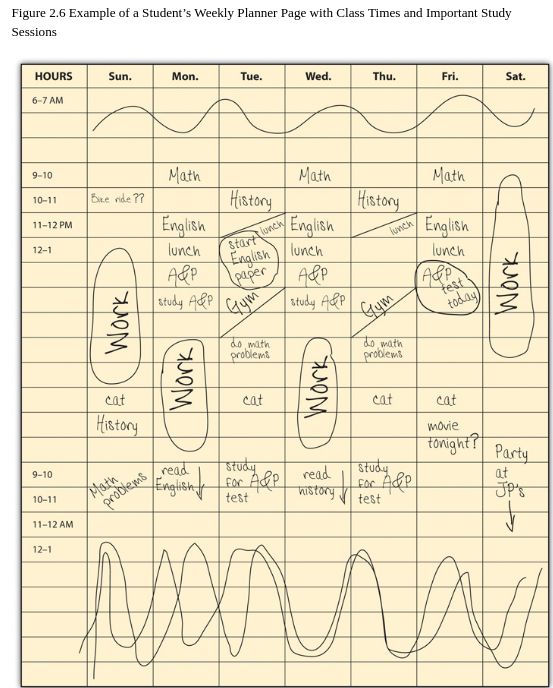 Figure 2.6 Example of a Student’s Weekly Planner Page with Class Times and Important Study
Sessions
HOURS Sun. Mon. Tue. Wed. Thu. Fri. Sat.
6–7 AM
9–10 Math Math Math
10–11 Bike ride?? History History
11–12 PM English lunch English lunch English
12–1 lunch start English paper lunch lunch
A&P A&P A&P test today
study A&P Gym study A&P Gym
Work Work
do math problems do math problems
Work Work
cat cat cat cat
History movie tonight?
Party at JP's
9–10 Math problems read English study for A&P test read history study for A&P test
10–11
11–12 AM
12–1